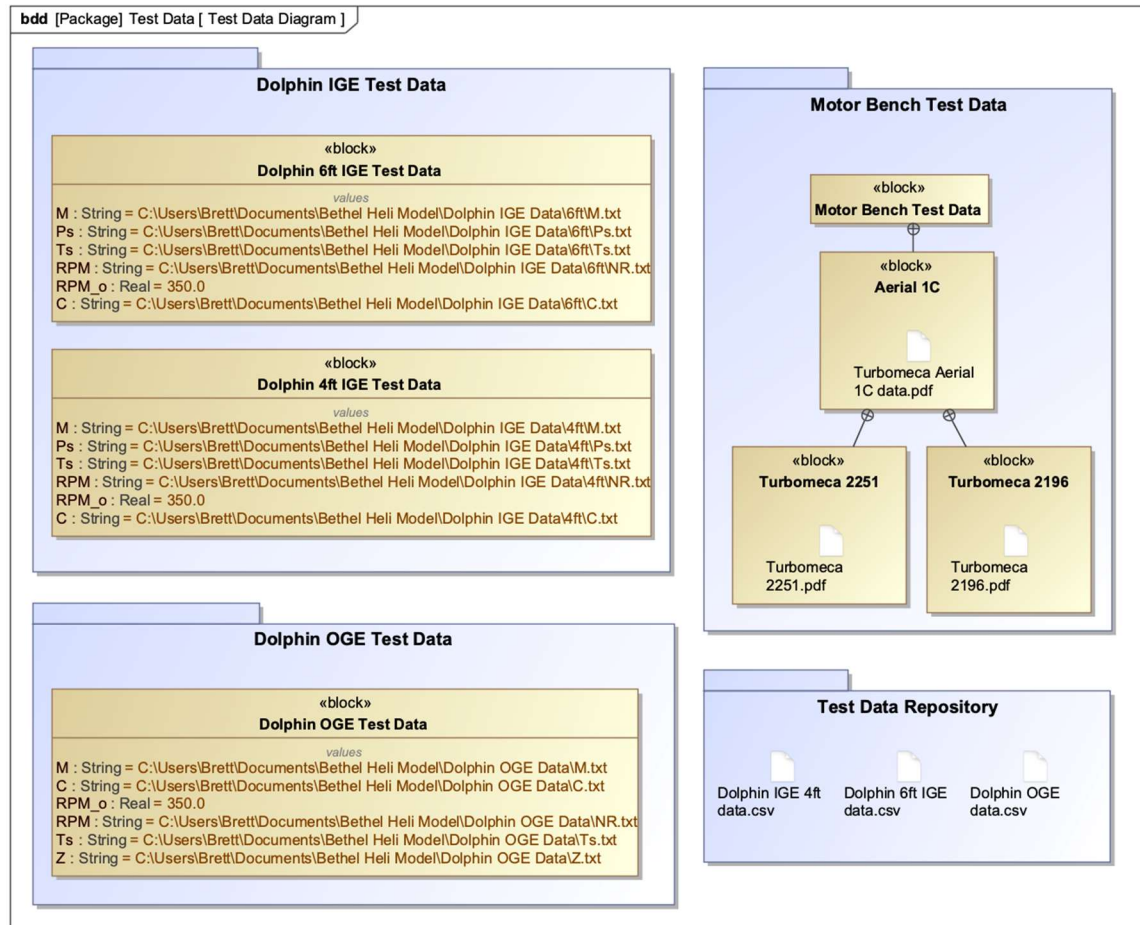 bdd [Package] Test Data [ Test Data Diagram ]
Dolphin IGE Test Data
«block»
Dolphin 6ft IGE Test Data
values
M : String = C:\Users\Brett\Documents\Bethel Heli Model\Dolphin IGE Data\6ft\M.txt
Ps : String = C:\Users\Brett\Documents\Bethel Heli Model\Dolphin IGE Data\6ft\Ps.txt
Ts : String = C:\Users\Brett\Documents\Bethel Heli Model\Dolphin IGE Data\6ft\Ts.txt
RPM : String = C:\Users\Brett\Documents\Bethel Heli Model\Dolphin IGE Data\6ft\NR.txt
RPM_o : Real = 350.0
C : String = C:\Users\Brett\Documents\Bethel Heli Model\Dolphin IGE Data\6ft\C.txt
«block»
Dolphin 4ft IGE Test Data
values
M : String = C:\Users\Brett\Documents\Bethel Heli Model\Dolphin IGE Data\4ft\M.txt
Ps : String = C:\Users\Brett\Documents\Bethel Heli Model\Dolphin IGE Data\4ft\Ps.txt
Ts : String = C:\Users\Brett\Documents\Bethel Heli Model\Dolphin IGE Data\4ft\Ts.txt
RPM : String = C:\Users\Brett\Documents\Bethel Heli Model\Dolphin IGE Data\4ft\NR.txt
RPM_o : Real = 350.0
C : String = C:\Users\Brett\Documents\Bethel Heli Model\Dolphin IGE Data\4ft\C.txt
Dolphin OGE Test Data
«block»
Dolphin OGE Test Data
values
M : String = C:\Users\Brett\Documents\Bethel Heli Model\Dolphin OGE Data\M.txt
C : String = C:\Users\Brett\Documents\Bethel Heli Model\Dolphin OGE Data\C.txt
RPM_o : Real = 350.0
RPM : String = C:\Users\Brett\Documents\Bethel Heli Model\Dolphin OGE Data\NR.txt
Ts : String = C:\Users\Brett\Documents\Bethel Heli Model\Dolphin OGE Data\Ts.txt
Z : String = C:\Users\Brett\Documents\Bethel Heli Model\Dolphin OGE Data\Z.txt
Motor Bench Test Data
«block»
Motor Bench Test Data
«block»
Aerial 1C
Turbomeca Aerial
1C data.pdf
«block»
Turbomeca 2251
Turbomeca
2251.pdf
«block»
Turbomeca 2196
Turbomeca
2196.pdf
Test Data Repository
Dolphin IGE 4ft
data.csv
Dolphin 6ft IGE
data.csv
Dolphin OGE
data.csv